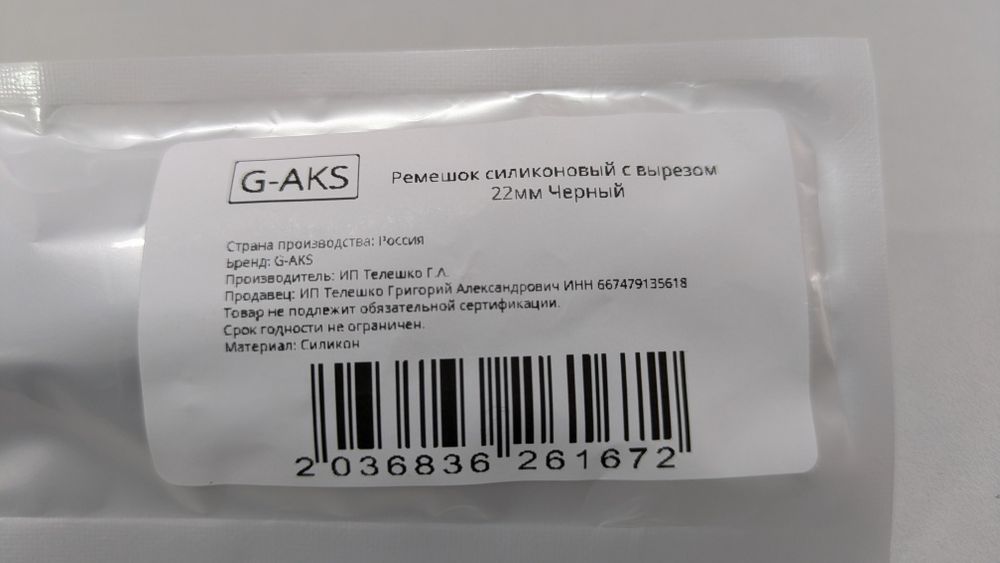 G-AKS
Ремешок силиконовый с вырезом
22мм Черный
Страна производства: Россия
Бренд: G-AKS
Производитель: ИП Телешко Г.А.
Продавец: ИП Телешко Григорий Александрович ИНН 667479135618
Товар не подлежит обязательной сертификации.
Срок годности не ограничен.
Материал: Силикон
2 036836 261672